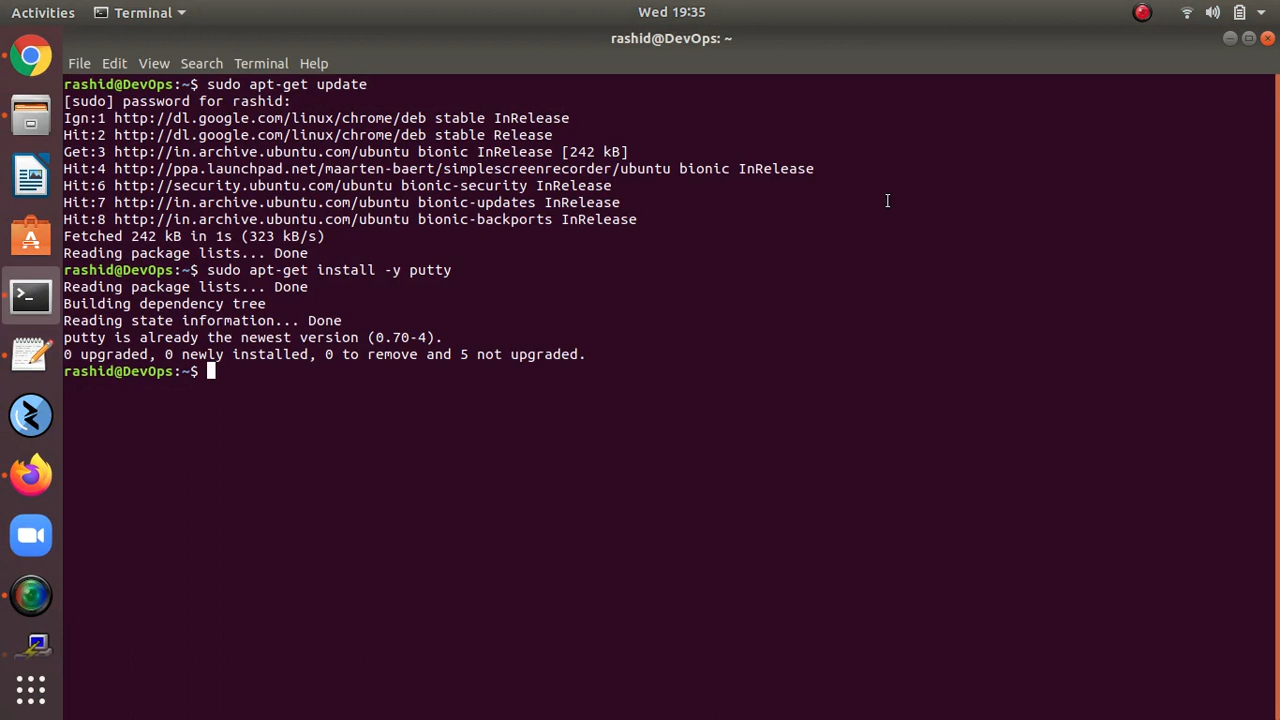 Activities Terminal Wed 19:35
rashid@DevOps: ~
File Edit View Search Terminal Help
rashid@DevOps:~$ sudo apt-get update
[sudo] password for rashid:
Ign:1 http://dl.google.com/linux/chrome/deb stable InRelease
Hit:2 http://dl.google.com/linux/chrome/deb stable Release
Get:3 http://in.archive.ubuntu.com/ubuntu bionic InRelease [242 kB]
Hit:4 http://ppa.launchpad.net/maarten-baert/simplescreenrecorder/ubuntu bionic InRelease
Hit:6 http://security.ubuntu.com/ubuntu bionic-security InRelease
Hit:7 http://in.archive.ubuntu.com/ubuntu bionic-updates InRelease
Hit:8 http://in.archive.ubuntu.com/ubuntu bionic-backports InRelease
Fetched 242 kB in 1s (323 kB/s)
Reading package lists... Done
rashid@DevOps:~$ sudo apt-get install -y putty
Reading package lists... Done
Building dependency tree
Reading state information... Done
putty is already the newest version (0.70-4).
0 upgraded, 0 newly installed, 0 to remove and 5 not upgraded.
rashid@DevOps:~$